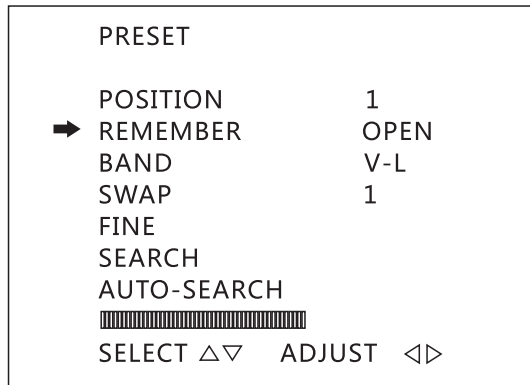 PRESET
POSITION 1
➡ REMEMBER OPEN
BAND V-L
SWAP 1
FINE
SEARCH
AUTO-SEARCH
SELECT △▽ ADJUST ◁▷